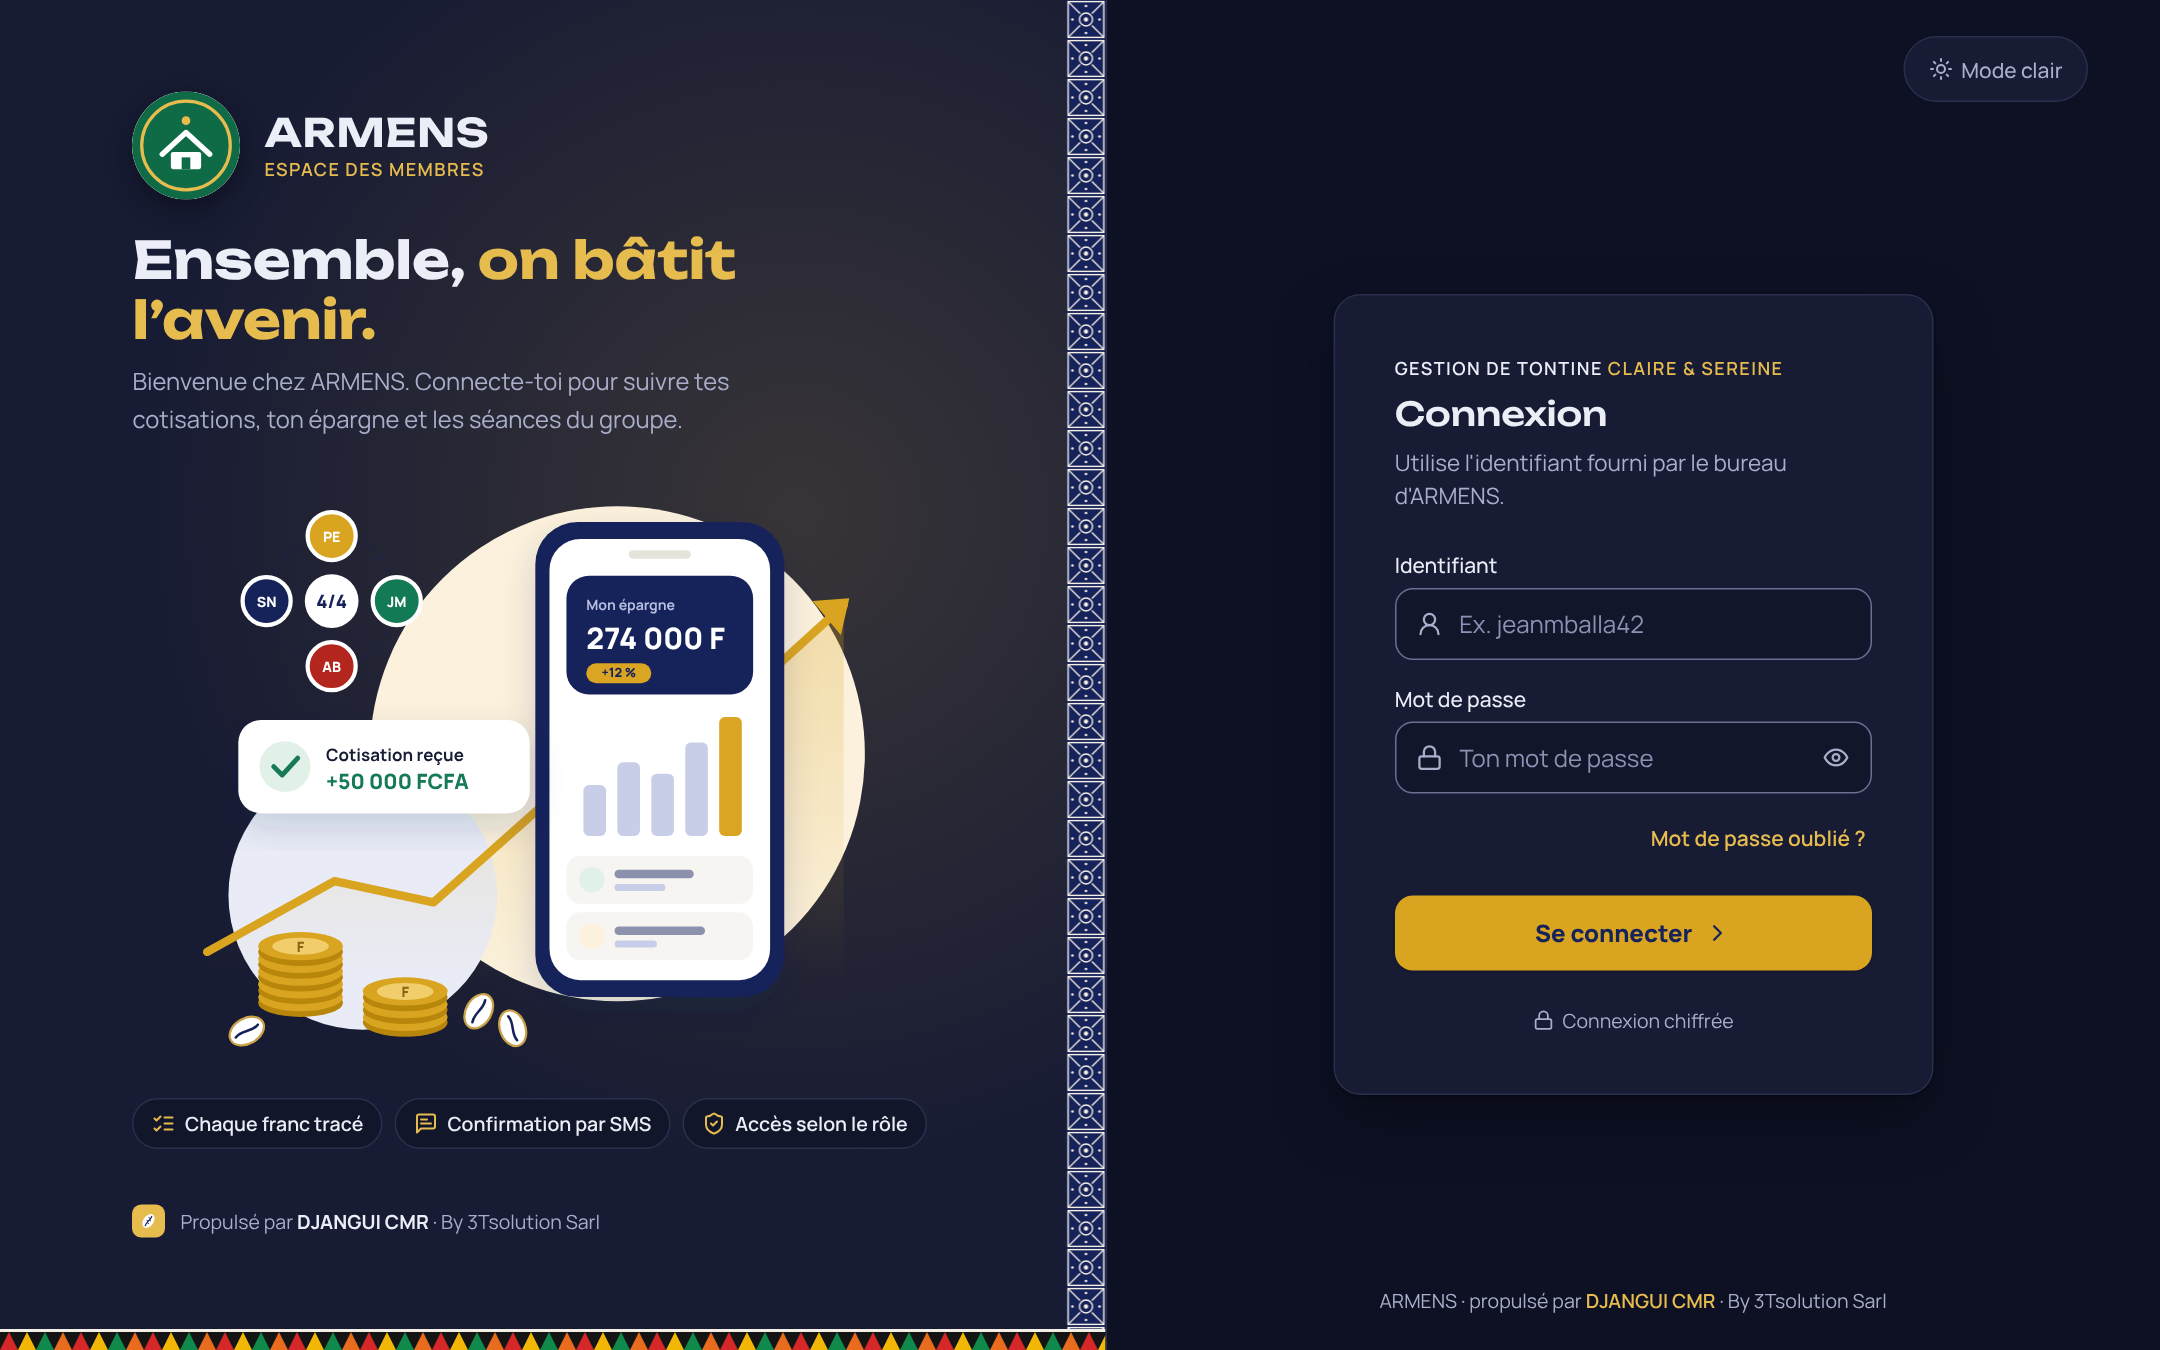 ARMENS
ESPACE DES MEMBRES
Ensemble, on bâtit
l’avenir.
Bienvenue chez ARMENS. Connecte-toi pour suivre tes
cotisations, ton épargne et les séances du groupe.
PE
SN
4/4
JM
AB
Mon épargne
274 000 F
+12 %
Cotisation reçue
+50 000 FCFA
F
F
Chaque franc tracé
Confirmation par SMS
Accès selon le rôle
Propulsé par DJANGUI CMR · By 3Tsolution Sarl
Mode clair
GESTION DE TONTINE CLAIRE & SEREINE
Connexion
Utilise l'identifiant fourni par le bureau
d'ARMENS.
Identifiant
Ex. jeanmballa42
Mot de passe
Ton mot de passe
Mot de passe oublié ?
Se connecter
Connexion chiffrée
ARMENS · propulsé par DJANGUI CMR · By 3Tsolution Sarl